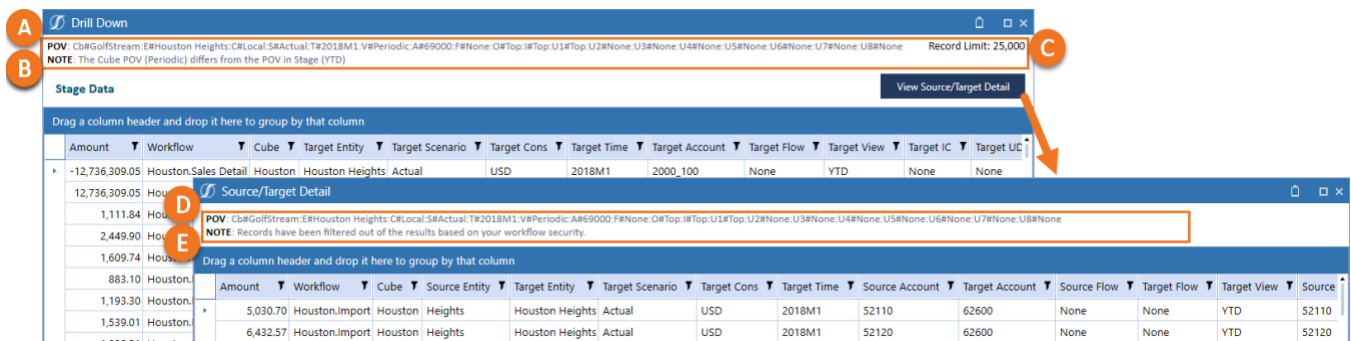 A
Drill Down
POV: Cb#GolfStream:E#Houston Heights:C#Local:S#Actual:T#2018M1:V#Periodic:A#69000:F#None:O#Top:I#Top:U1#Top:U2#None:U3#None:U4#None:U5#None:U6#None:U7#None:U8#None Record Limit: 25,000
C
B
NOTE: The Cube POV (Periodic) differs from the POV in Stage (YTD)
Stage Data View Source/Target Detail
Drag a column header and drop it here to group by that column
Amount Workflow Cube Target Entity Target Scenario Target Cons Target Time Target Account Target Flow Target View Target IC Target UD
-12,736,309.05 Houston.Sales Detail Houston Houston Heights Actual USD 2018M1 2000_100 None YTD None None
12,736,309.05 Hou
1,111.84 Hou
2,449.90 Hou
1,609.74 Hous
883.10 Houston.
1,193.30 Houston.
1,539.01 Houston.
Source/Target Detail
D
POV: Cb#GolfStream:E#Houston Heights:C#Local:S#Actual:T#2018M1:V#Periodic:A#69000:F#None:O#Top:I#Top:U1#Top:U2#None:U3#None:U4#None:U5#None:U6#None:U7#None:U8#None
E
NOTE: Records have been filtered out of the results based on your workflow security.
Drag a column header and drop it here to group by that column
Amount Workflow Cube Source Entity Target Entity Target Scenario Target Cons Target Time Source Account Target Account Source Flow Target Flow Target View Source
5,030.70 Houston.Import Houston Heights Houston Heights Actual USD 2018M1 52110 62600 None None YTD 52110
6,432.57 Houston.Import Houston Heights Houston Heights Actual USD 2018M1 52120 62600 None None YTD 52120